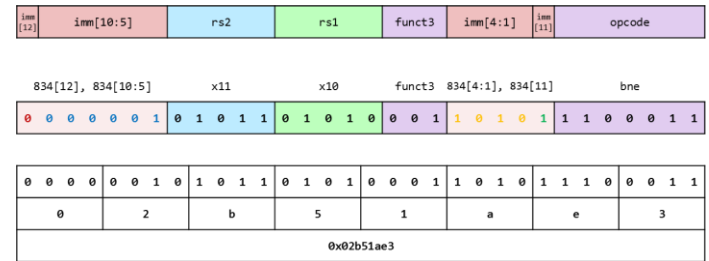 imm [12] imm[10:5] rs2 rs1 funct3 imm[4:1] imm [11] opcode
834[12], 834[10:5] x11 x10 funct3 834[4:1], 834[11] bne
0 0 0 0 0 0 1 0 1 0 1 1 0 1 0 1 0 0 0 1 1 0 1 0 1 1 1 0 0 0 1 1
0 0 0 0 0 0 1 0 1 0 1 1 0 1 0 1 0 0 0 1 1 0 1 0 1 1 1 0 0 0 1 1
0 2 b 5 1 a e 3
0x02b51ae3